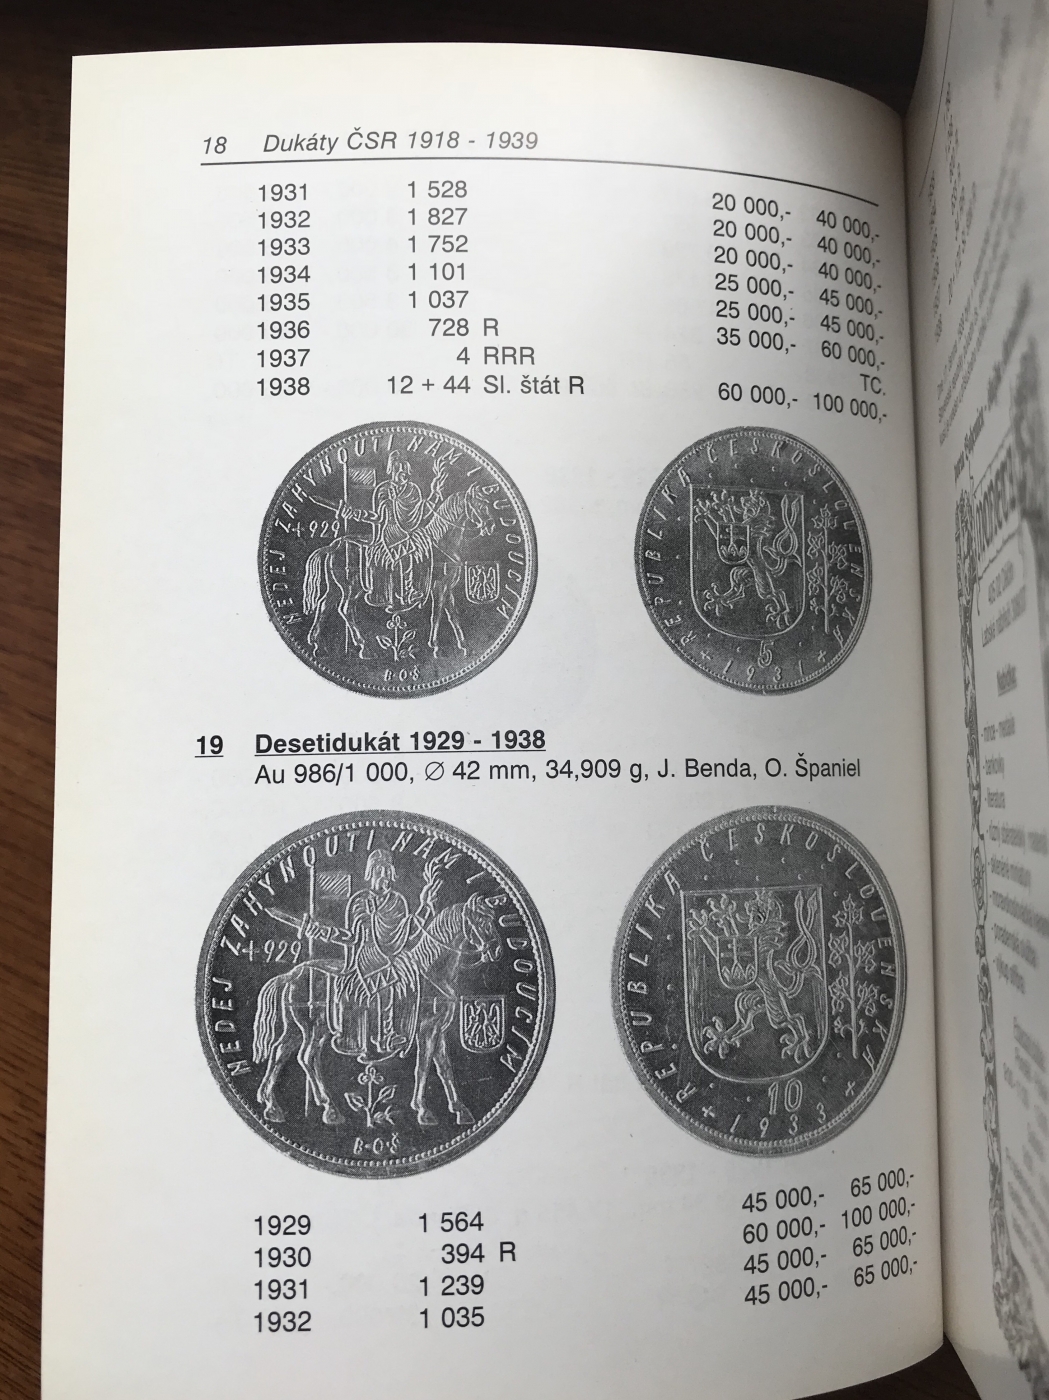 18 Dukáty ČSR 1918 - 1939
1931 1 528 20 000,- 40 000,-
1932 1 827 20 000,- 40 000,-
1933 1 752 20 000,- 40 000,-
1934 1 101 25 000,- 45 000,-
1935 1 037 25 000,- 45 000,-
1936 728 R 35 000,- 60 000,-
1937 4 RRR TC.
1938 12 + 44 Sl. štát R 60 000,- 100 000,-
NEDEJ ZAHYNOUTI NÁM I BUDOUCÍM
+929
B·O·Š
REPUBLIKA ČESKOSLOVENSKÁ
5
+ 1931 +
19 Desetidukát 1929 - 1938
Au 986/1 000, ∅ 42 mm, 34,909 g, J. Benda, O. Španiel
NEDEJ ZAHYNOUTI NÁM I BUDOUCÍM
+929
B·O·Š
REPUBLIKA ČESKOSLOVENSKÁ
10
+ 1933 +
1929 1 564 45 000,- 65 000,-
1930 394 R 60 000,- 100 000,-
1931 1 239 45 000,- 65 000,-
1932 1 035 45 000,- 65 000,-